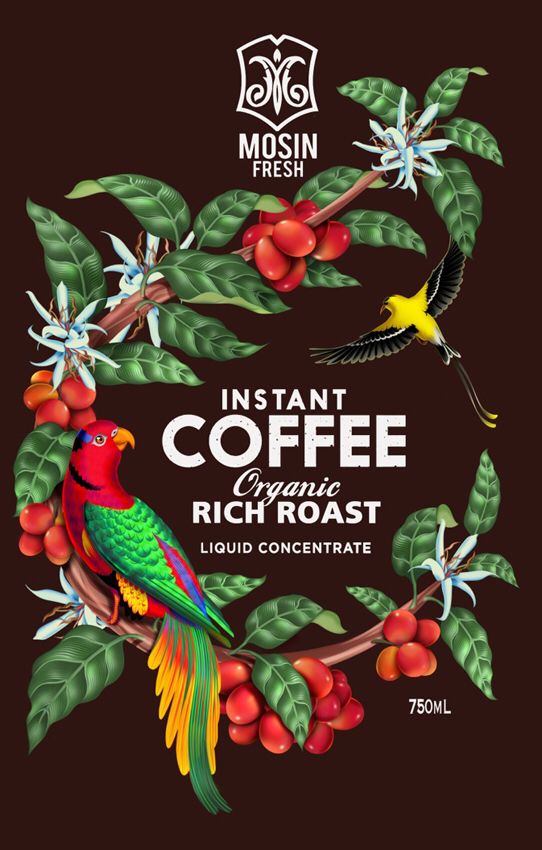 MOSIN
FRESH
INSTANT
COFFEE
Organic
RICH ROAST
LIQUID CONCENTRATE
750ML